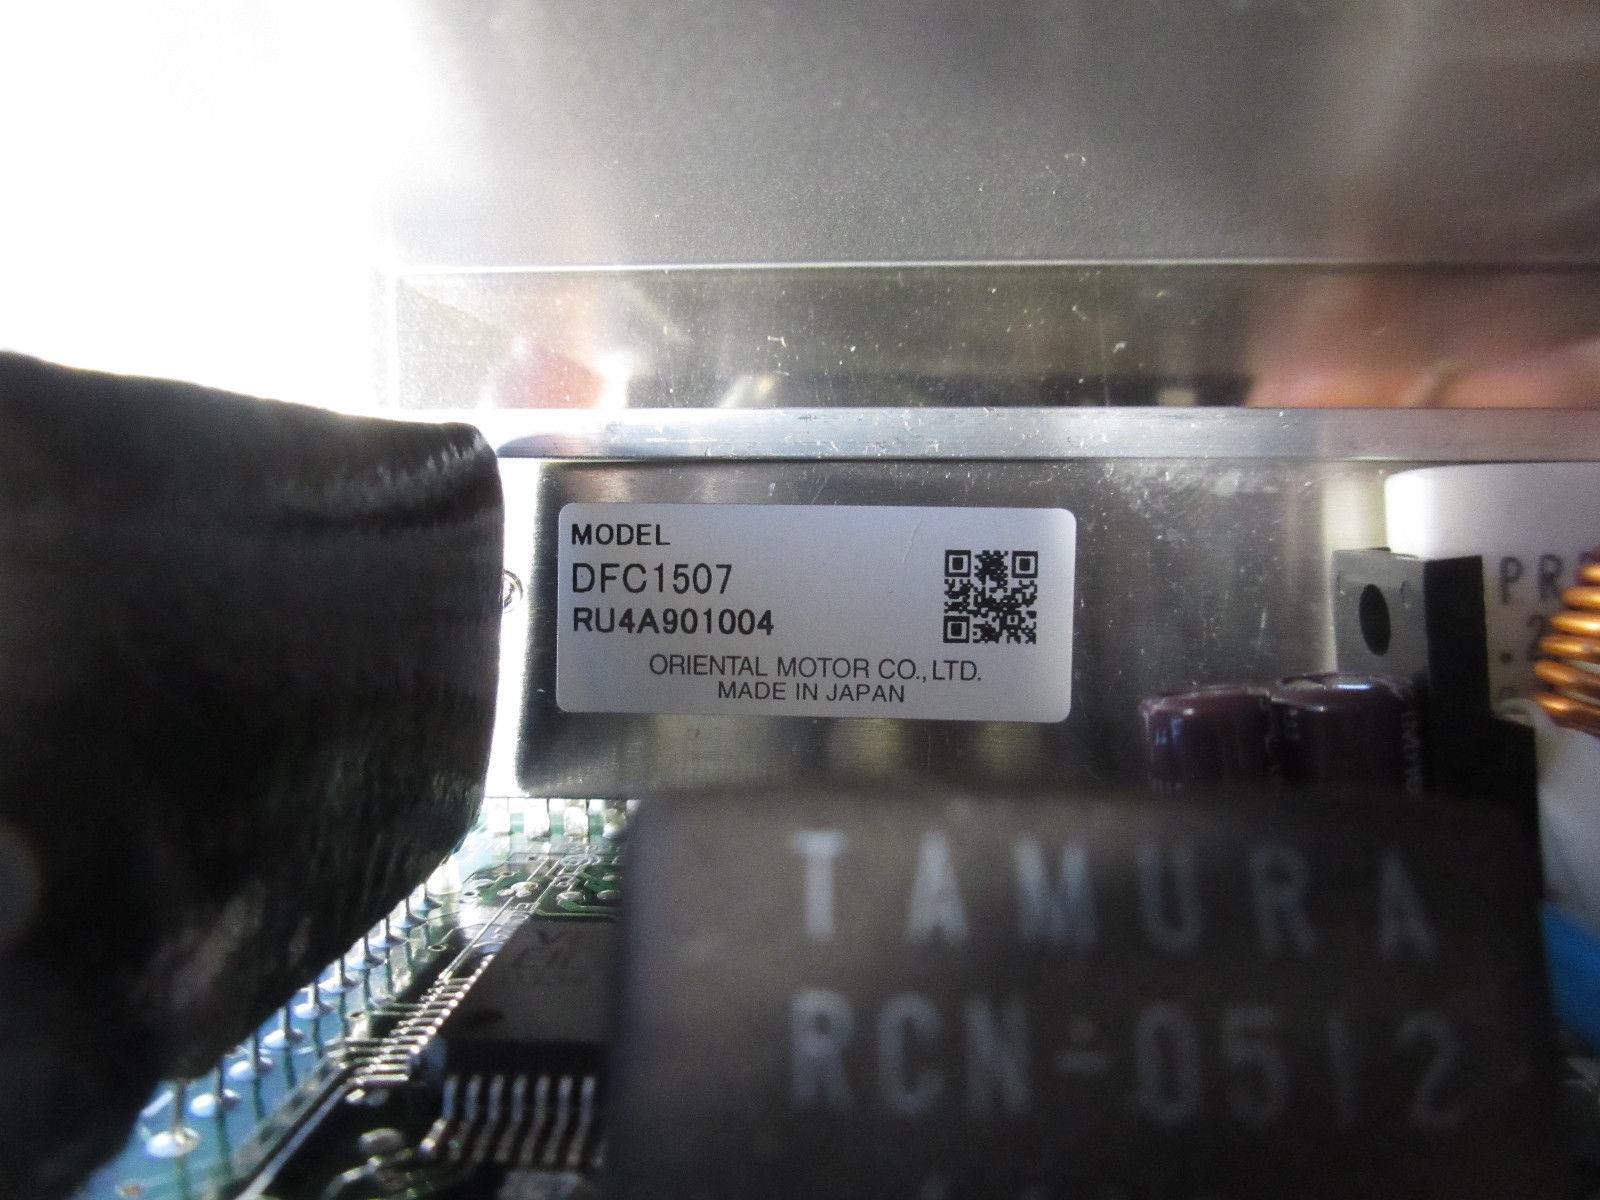 MODEL
DFC1507
RU4A901004
ORIENTAL MOTOR CO., LTD.
MADE IN JAPAN
TAMURA
RCN-0512